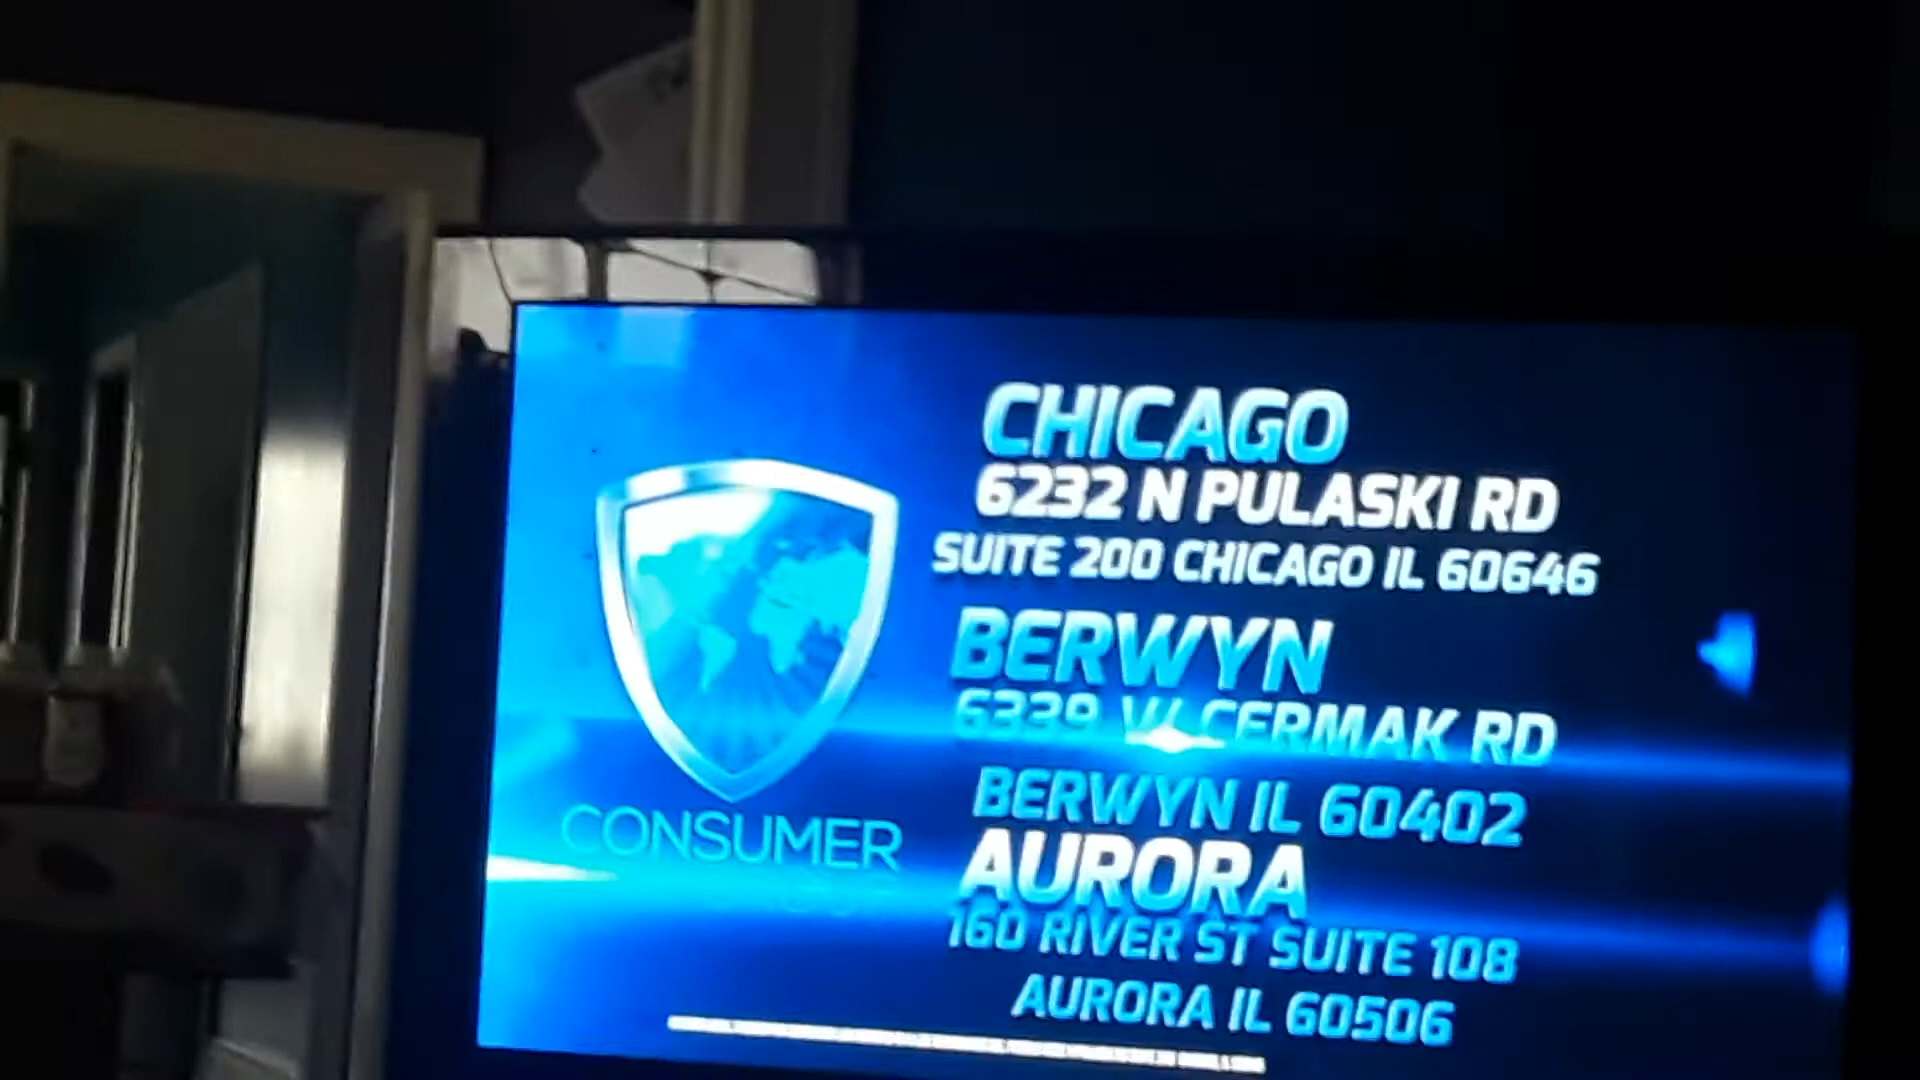 CHICAGO
6232 N PULASKI RD
SUITE 200 CHICAGO IL 60646
BERWYN
6339 W CERMAK RD
BERWYN IL 60402
AURORA
160 RIVER ST SUITE 108
AURORA IL 60506
CONSUMER